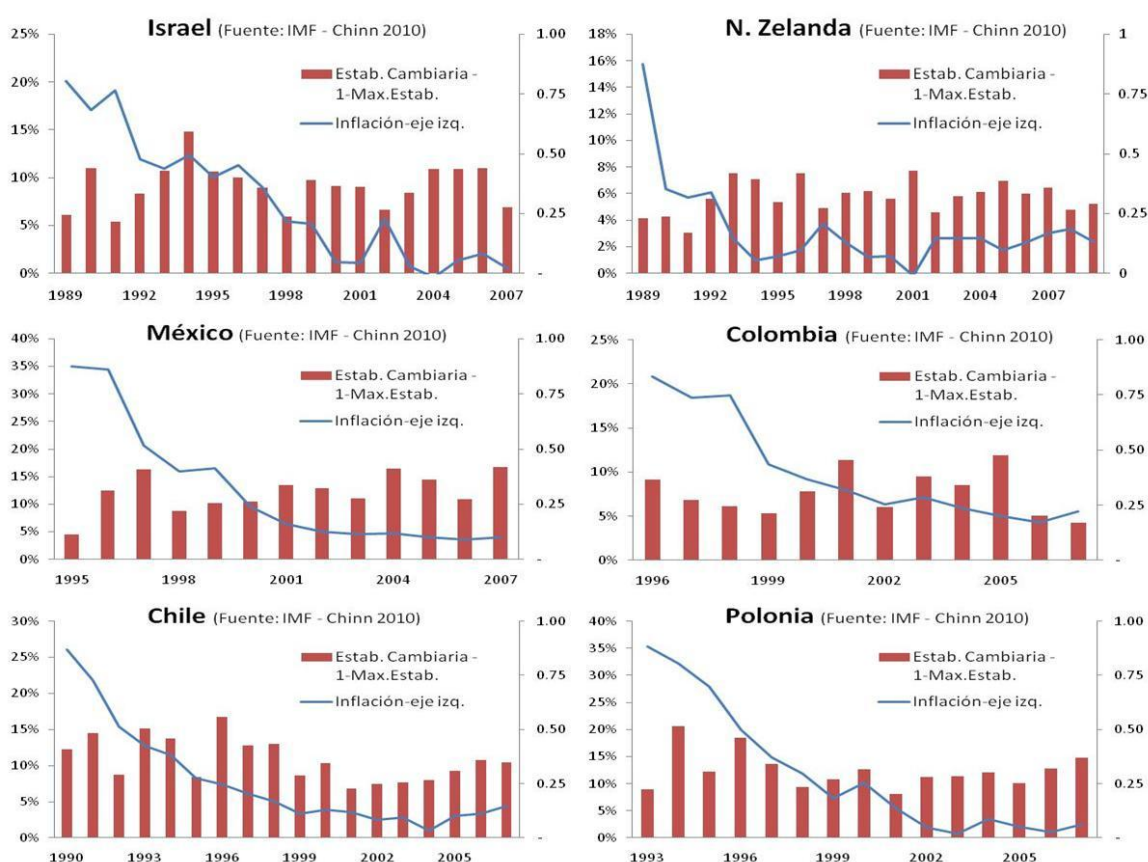 Israel (Fuente: IMF - Chinn 2010)
25%
20%
15%
10%
5%
0%
1.00
0.75
0.50
0.25
-
Estab. Cambiaria -
1-Max.Estab.
Inflación-eje izq.
1989 1992 1995 1998 2001 2004 2007
N. Zelanda (Fuente: IMF - Chinn 2010)
18%
16%
14%
12%
10%
8%
6%
4%
2%
0%
1
0.75
0.50
0.25
0
Estab. Cambiaria -
1-Max.Estab.
Inflación-eje izq.
1989 1992 1995 1998 2001 2004 2007
México (Fuente: IMF - Chinn 2010)
40%
35%
30%
25%
20%
15%
10%
5%
0%
1.00
0.75
0.50
0.25
-
Estab. Cambiaria -
1-Max.Estab.
Inflación-eje izq.
1995 1998 2001 2004 2007
Colombia (Fuente: IMF - Chinn 2010)
25%
20%
15%
10%
5%
0%
1.00
0.75
0.50
0.25
-
Estab. Cambiaria -
1-Max.Estab.
Inflación-eje izq.
1996 1999 2002 2005
Chile (Fuente: IMF - Chinn 2010)
30%
25%
20%
15%
10%
5%
0%
1.00
0.75
0.50
0.25
-
Estab. Cambiaria -
1-Max.Estab.
Inflación-eje izq.
1990 1993 1996 1999 2002 2005
Polonia (Fuente: IMF - Chinn 2010)
40%
35%
30%
25%
20%
15%
10%
5%
0%
1.00
0.75
0.50
0.25
-
Estab. Cambiaria -
1-Max.Estab.
Inflación-eje izq.
1993 1996 1999 2002 2005